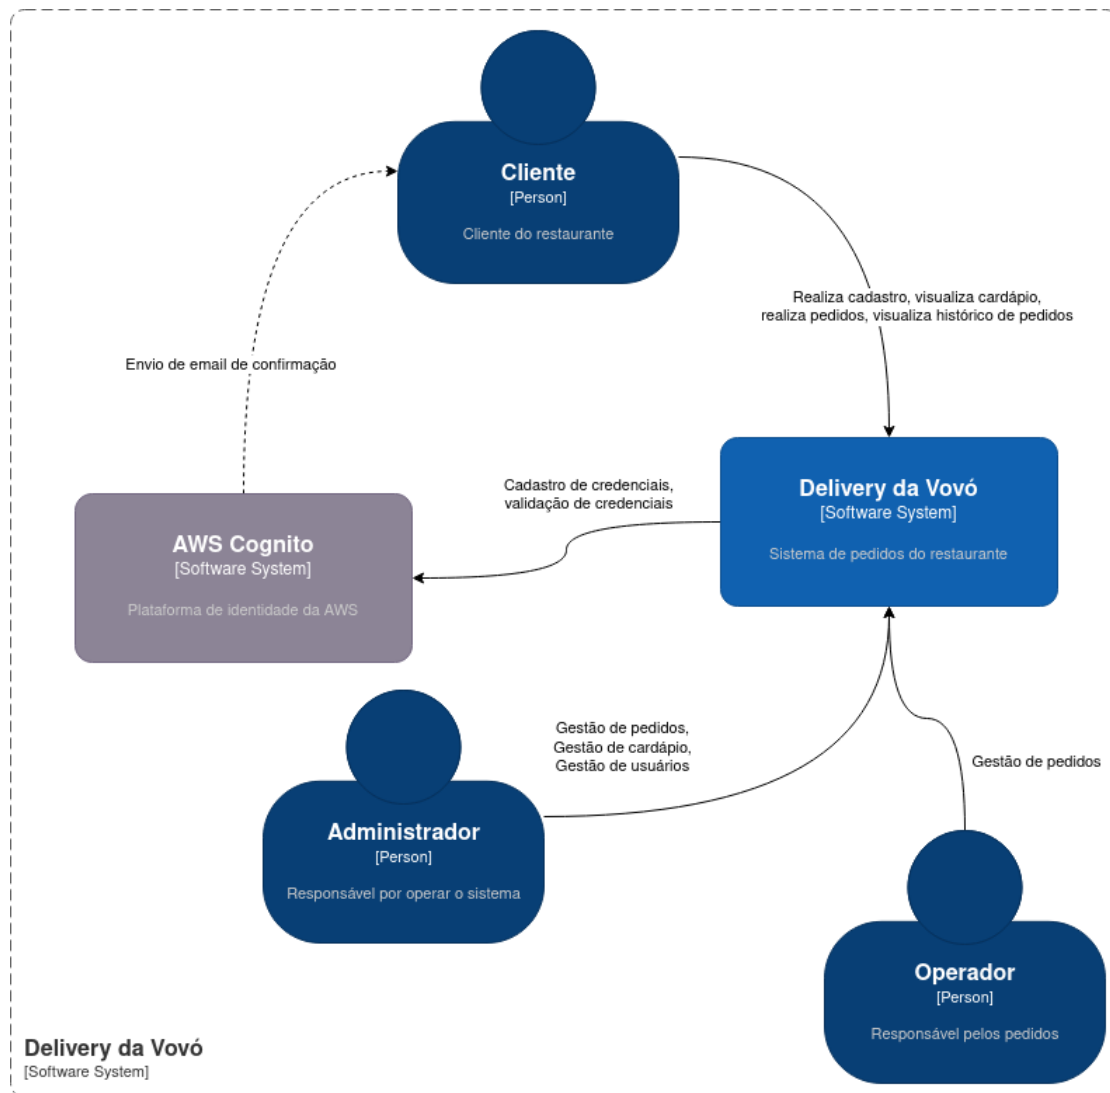 Cliente
[Person]
Cliente do restaurante
Realiza cadastro, visualiza cardápio,
realiza pedidos, visualiza histórico de pedidos
Envio de email de confirmação
Cadastro de credenciais,
validação de credenciais
Delivery da Vovó
[Software System]
Sistema de pedidos do restaurante
AWS Cognito
[Software System]
Plataforma de identidade da AWS
Gestão de pedidos,
Gestão de cardápio,
Gestão de usuários
Gestão de pedidos
Administrador
[Person]
Responsável por operar o sistema
Operador
[Person]
Responsável pelos pedidos
Delivery da Vovó
[Software System]